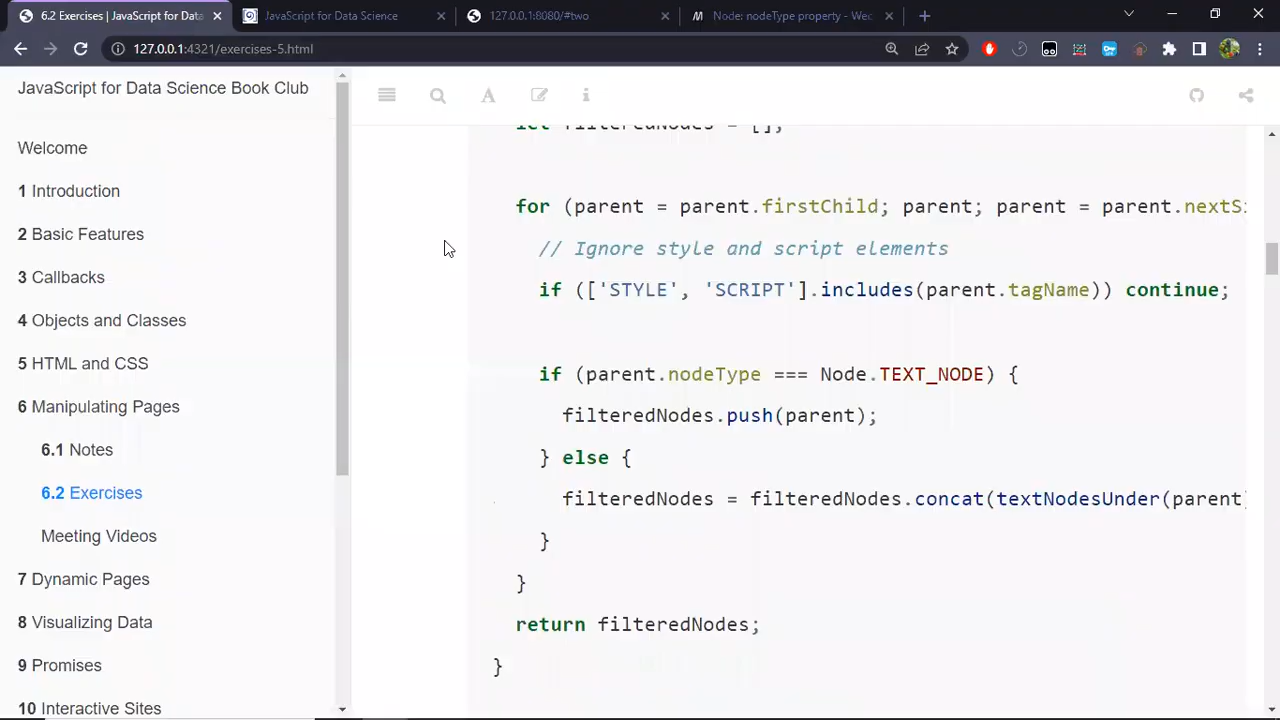 6.2 Exercises | JavaScript for Data
JavaScript for Data Science
127.0.0.1:8080/#two
Node: nodeType property - Wec
127.0.0.1:4321/exercises-5.html
JavaScript for Data Science Book Club
Welcome
1 Introduction
2 Basic Features
3 Callbacks
4 Objects and Classes
5 HTML and CSS
6 Manipulating Pages
6.1 Notes
6.2 Exercises
Meeting Videos
7 Dynamic Pages
8 Visualizing Data
9 Promises
10 Interactive Sites
let filteredNodes = [];
for (parent = parent.firstChild; parent; parent = parent.nextSi
// Ignore style and script elements
if (['STYLE', 'SCRIPT'].includes(parent.tagName)) continue;
if (parent.nodeType === Node.TEXT_NODE) {
filteredNodes.push(parent);
} else {
filteredNodes = filteredNodes.concat(textNodesUnder(parent)
}
}
return filteredNodes;
}